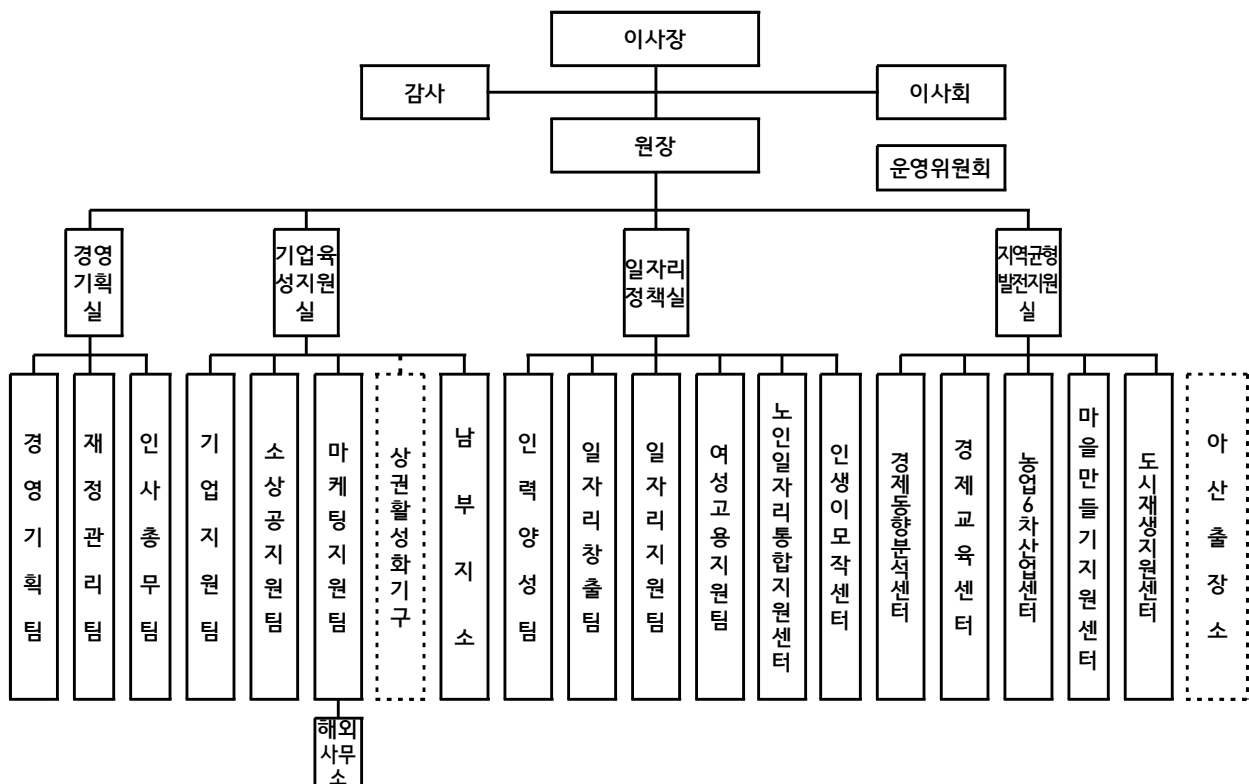 이사장
감사
이사회
원장
운영위원회
경영
기획
실
기업육
성지원
실
일자리
정책실
지역균형
발전지원
실
경영기획팀
재정관리팀
인사총무팀
기업지원팀
소상공지원팀
마케팅지원팀
상권활성화기구
남부지소
인력양성팀
일자리창출팀
일자리지원팀
여성고용지원팀
노인일자리통합지원센터
인생이모작센터
경제동향분석센터
경제교육센터
농업6차산업센터
마을만들기지원센터
도시재생지원센터
아산출장소
해외
사무
소